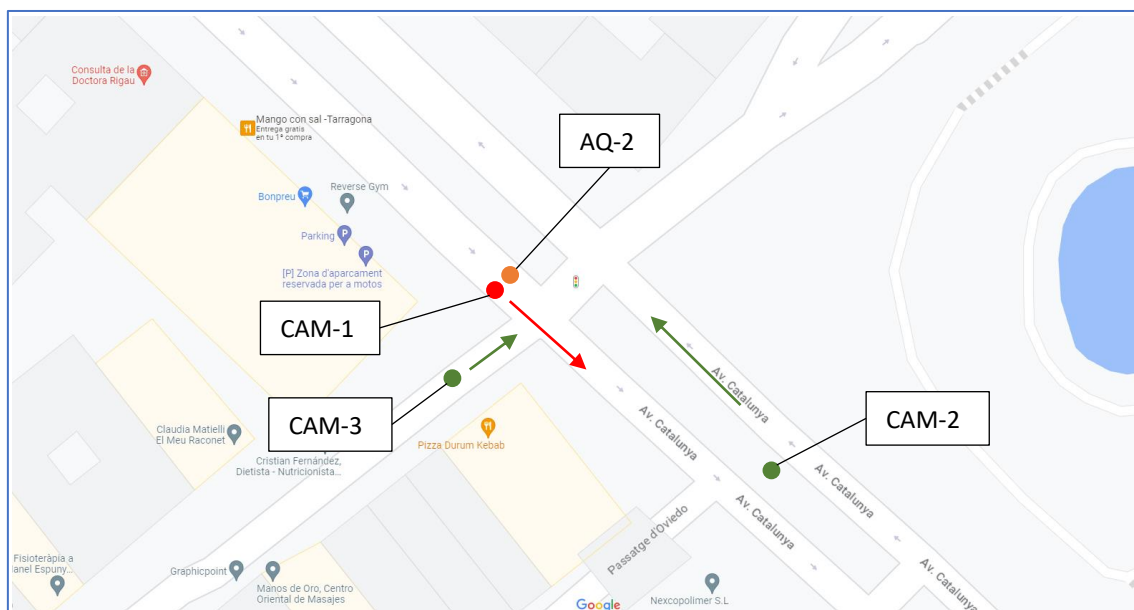 Consulta de la
Doctora Rigau
Mango con sal -Tarragona
Entrega gratis
en tu 1ª compra
AQ-2
Reverse Gym
Bonpreu
Parking
[P] Zona d'aparcament
reservada per a motos
CAM-1
CAM-3
CAM-2
Av. Catalunya
Av. Catalunya
Av. Catalunya
Av. Catalunya
Av. Catalunya
Claudia Matielli
El Meu Raconet
Pizza Durum Kebab
Cristian Fernández,
Dietista - Nutricionista...
Passatge d'Oviedo
Fisioteràpia a
anel Espuny...
Graphicpoint
Manos de Oro, Centro
Oriental de Masajes
Google
Nexcopolimer S.L